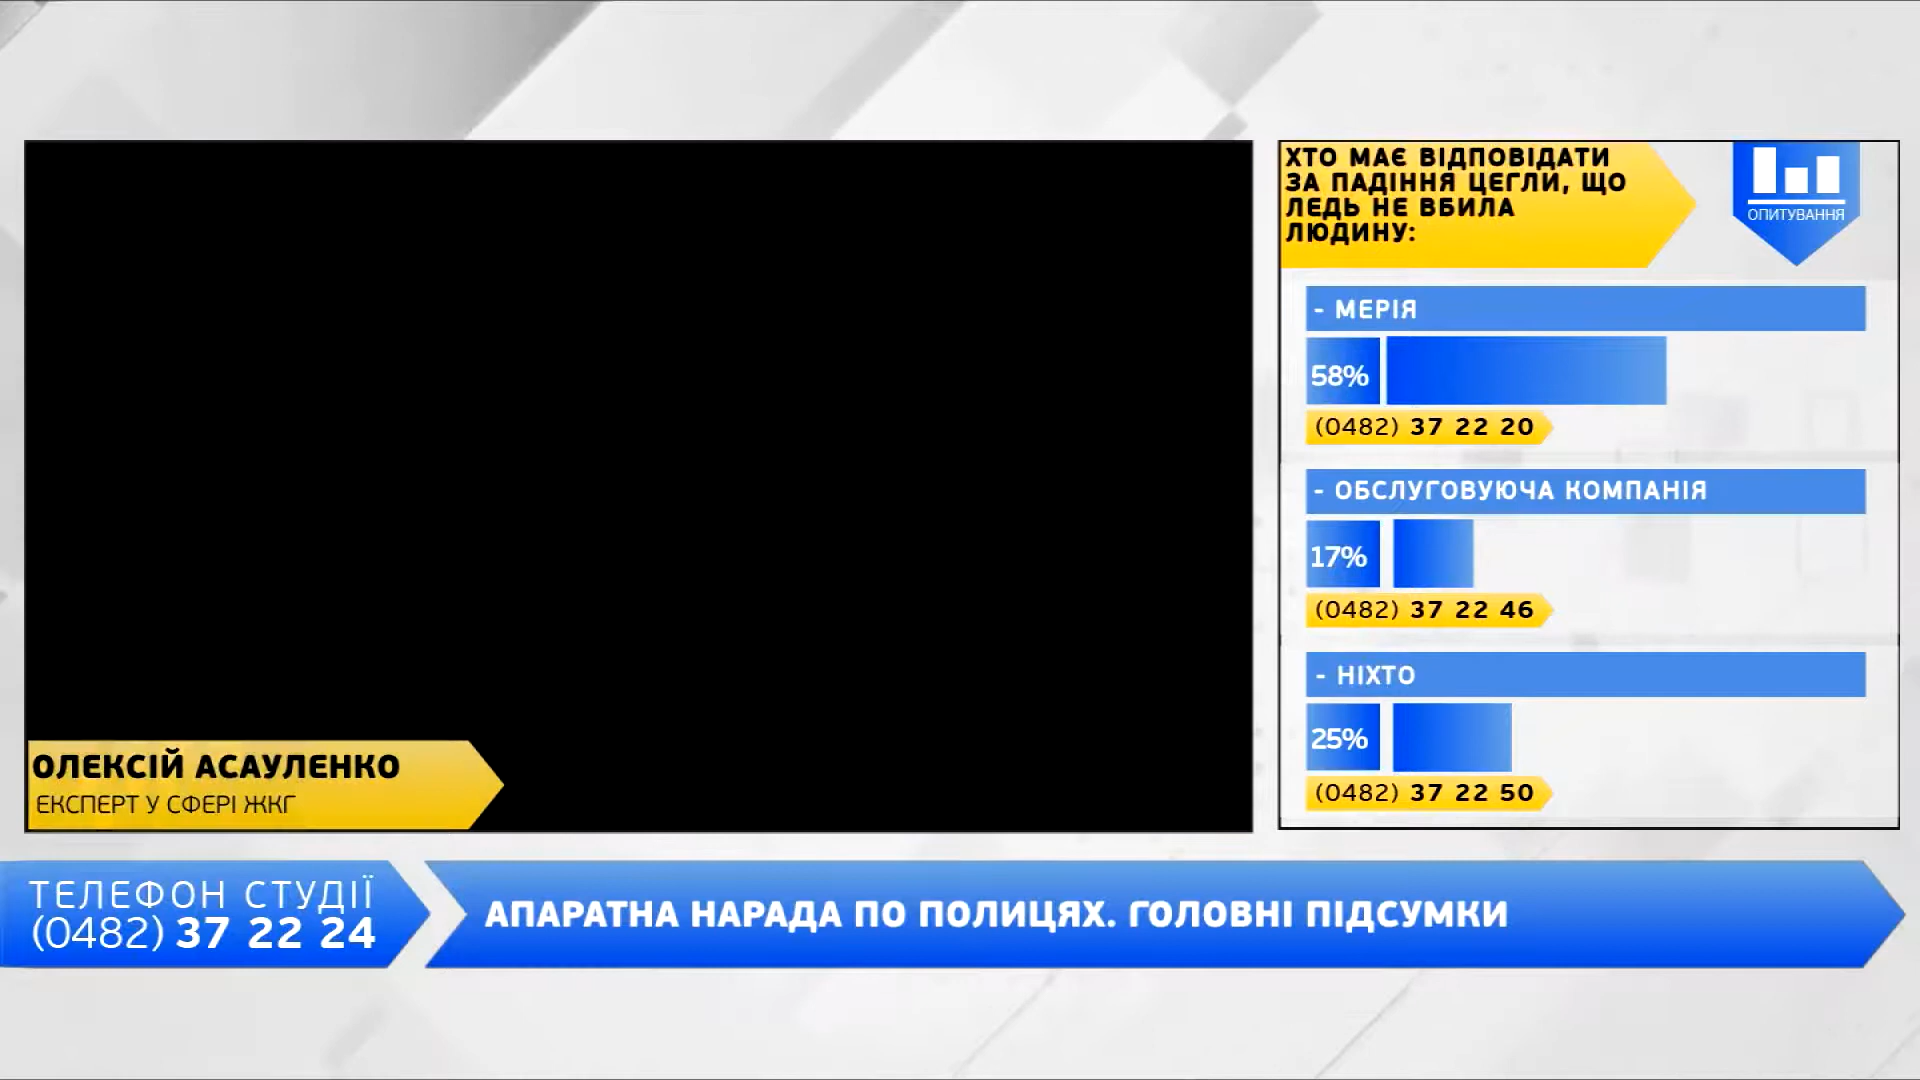 ХТО МАЄ ВІДПОВІДАТИ
ЗА ПАДІННЯ ЦЕГЛИ, ЩО
ЛЕДЬ НЕ ВБИЛА
ЛЮДИНУ:
ОПИТУВАННЯ
- МЕРІЯ
58%
(0482) 37 22 20
- ОБСЛУГОВУЮЧА КОМПАНІЯ
17%
(0482) 37 22 46
- НІХТО
25%
(0482) 37 22 50
ОЛЕКСІЙ АСАУЛЕНКО
ЕКСПЕРТ У СФЕРІ ЖКГ
ТЕЛЕФОН СТУДІЇ
(0482) 37 22 24
АПАРАТНА НАРАДА ПО ПОЛИЦЯХ. ГОЛОВНІ ПІДСУМКИ